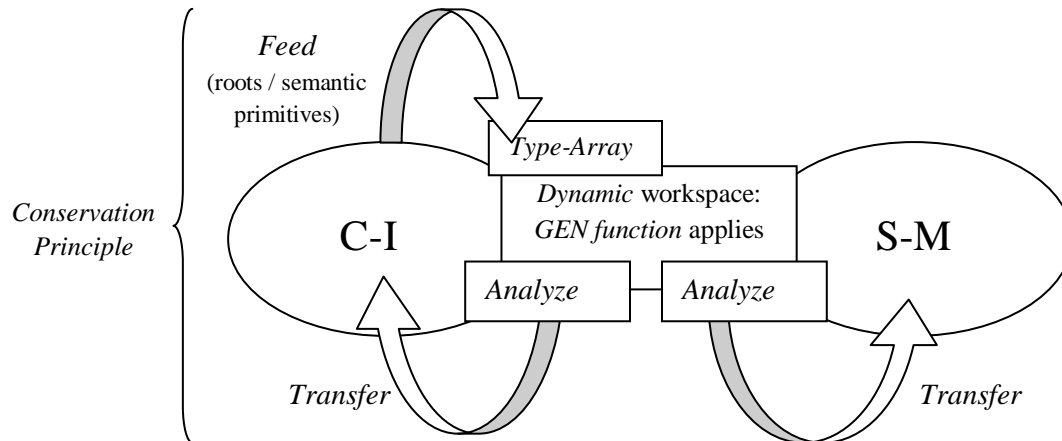 Feed
(roots / semantic
primitives)
Type-Array
Conservation
Principle
C-I
Dynamic workspace:
GEN function applies
S-M
Analyze
Analyze
Transfer
Transfer